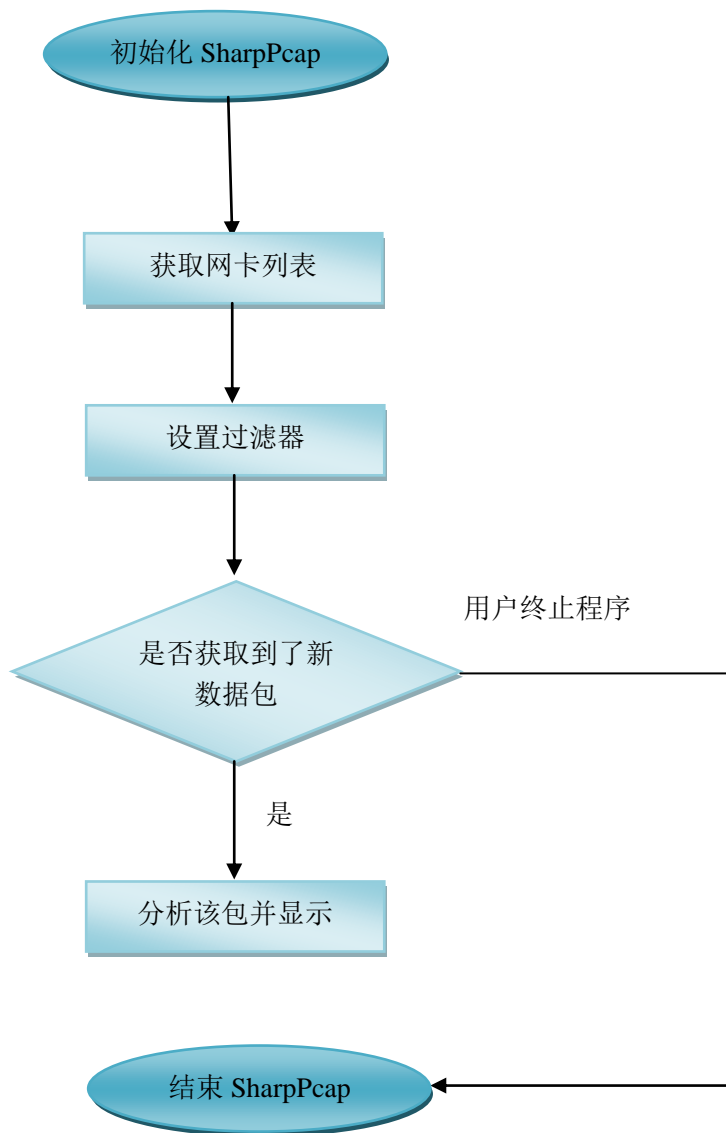 初始化 SharpPcap
获取网卡列表
设置过滤器
用户终止程序
是否获取到了新
数据包
是
分析该包并显示
结束 SharpPcap